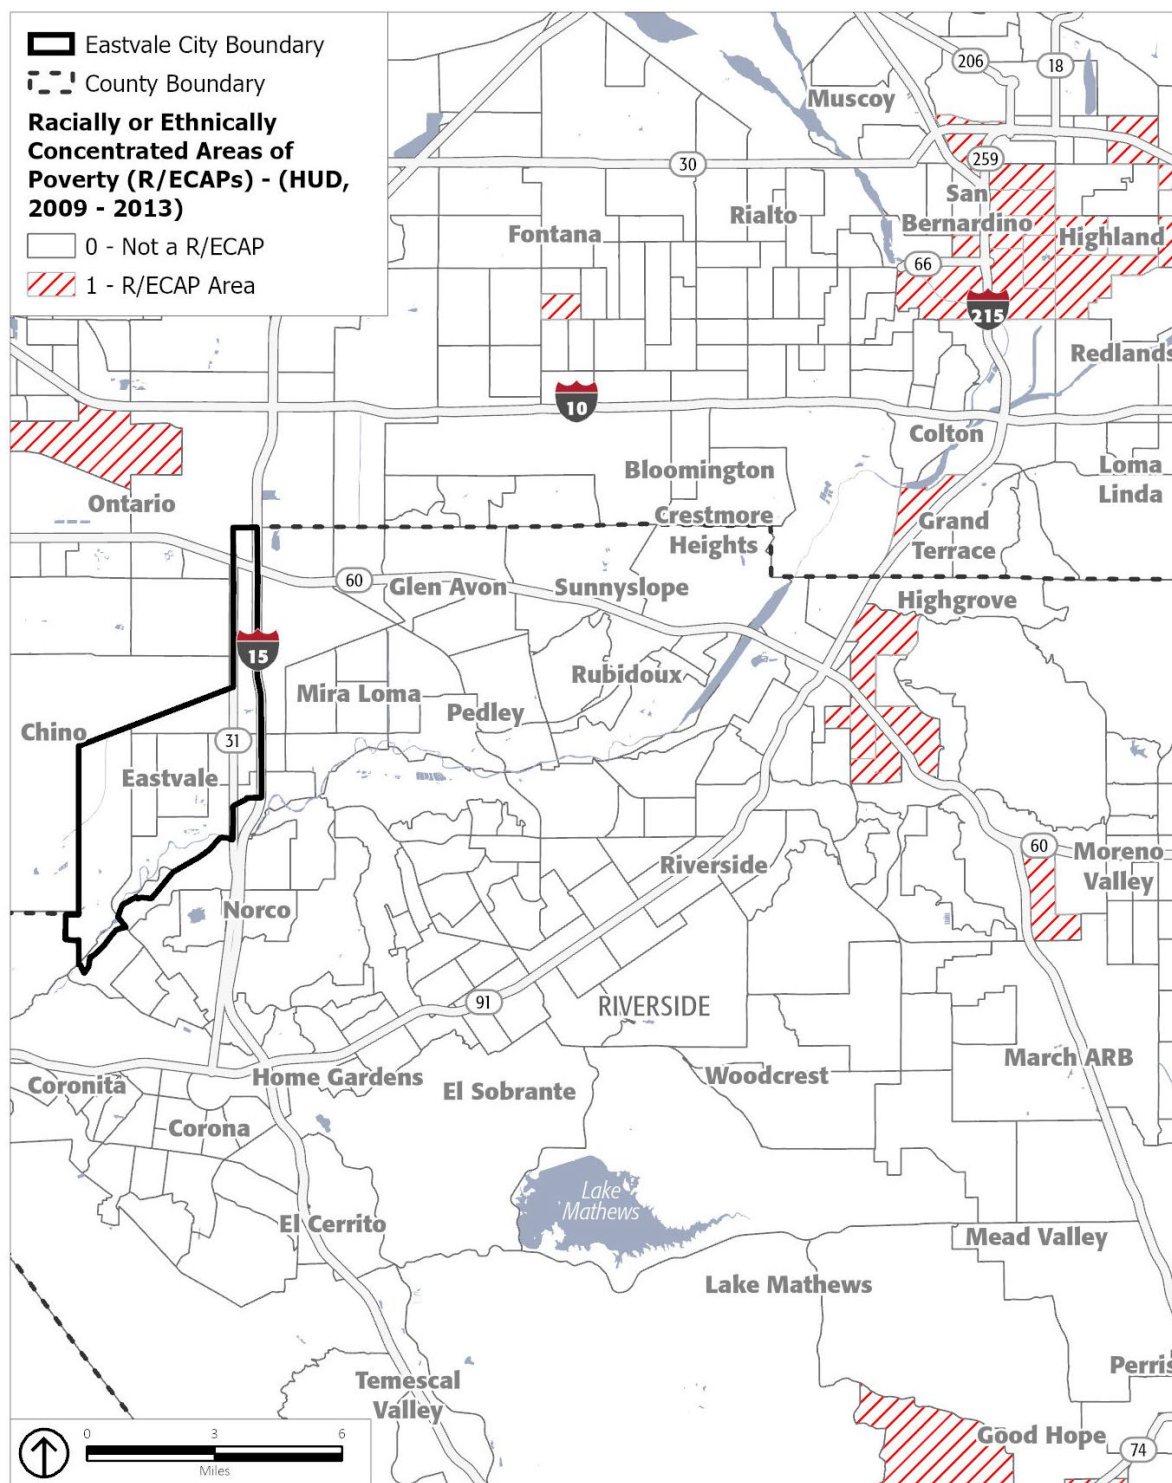 Eastvale City Boundary
County Boundary
Racially or Ethnically
Concentrated Areas of
Poverty (R/ECAPs) - (HUD,
2009 - 2013)
0 - Not a R/ECAP
1 - R/ECAP Area
206
18
Muscoy
30
259
San
Bernardino
Rialto
Fontana
Highland
66
215
Redlands
10
Colton
Bloomington
Loma
Linda
Ontario
Crestmore
Heights
Grand
Terrace
60
Glen Avon
Sunnyslope
Highgrove
15
Rubidoux
Mira Loma
Pedley
Chino
31
Eastvale
60
Moreno
Valley
Riverside
Norco
91
RIVERSIDE
March ARB
Coronita
Home Gardens
El Sobrante
Woodcrest
Corona
Lake
Mathews
El Cerrito
Mead Valley
Lake Mathews
Perris
Temescal
Valley
Good Hope
74
0 3 6
Miles